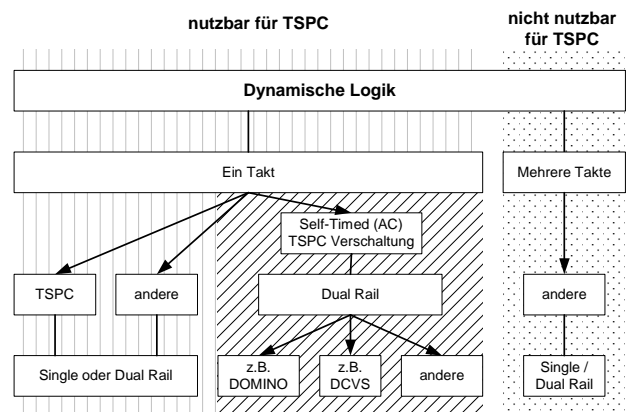 nutzbar für TSPC
nicht nutzbar
für TSPC
Dynamische Logik
Ein Takt
Mehrere Takte
Self-Timed (AC)
TSPC Verschaltung
TSPC
andere
Dual Rail
andere
Single oder Dual Rail
z.B.
DOMINO
z.B.
DCVS
andere
Single /
Dual Rail